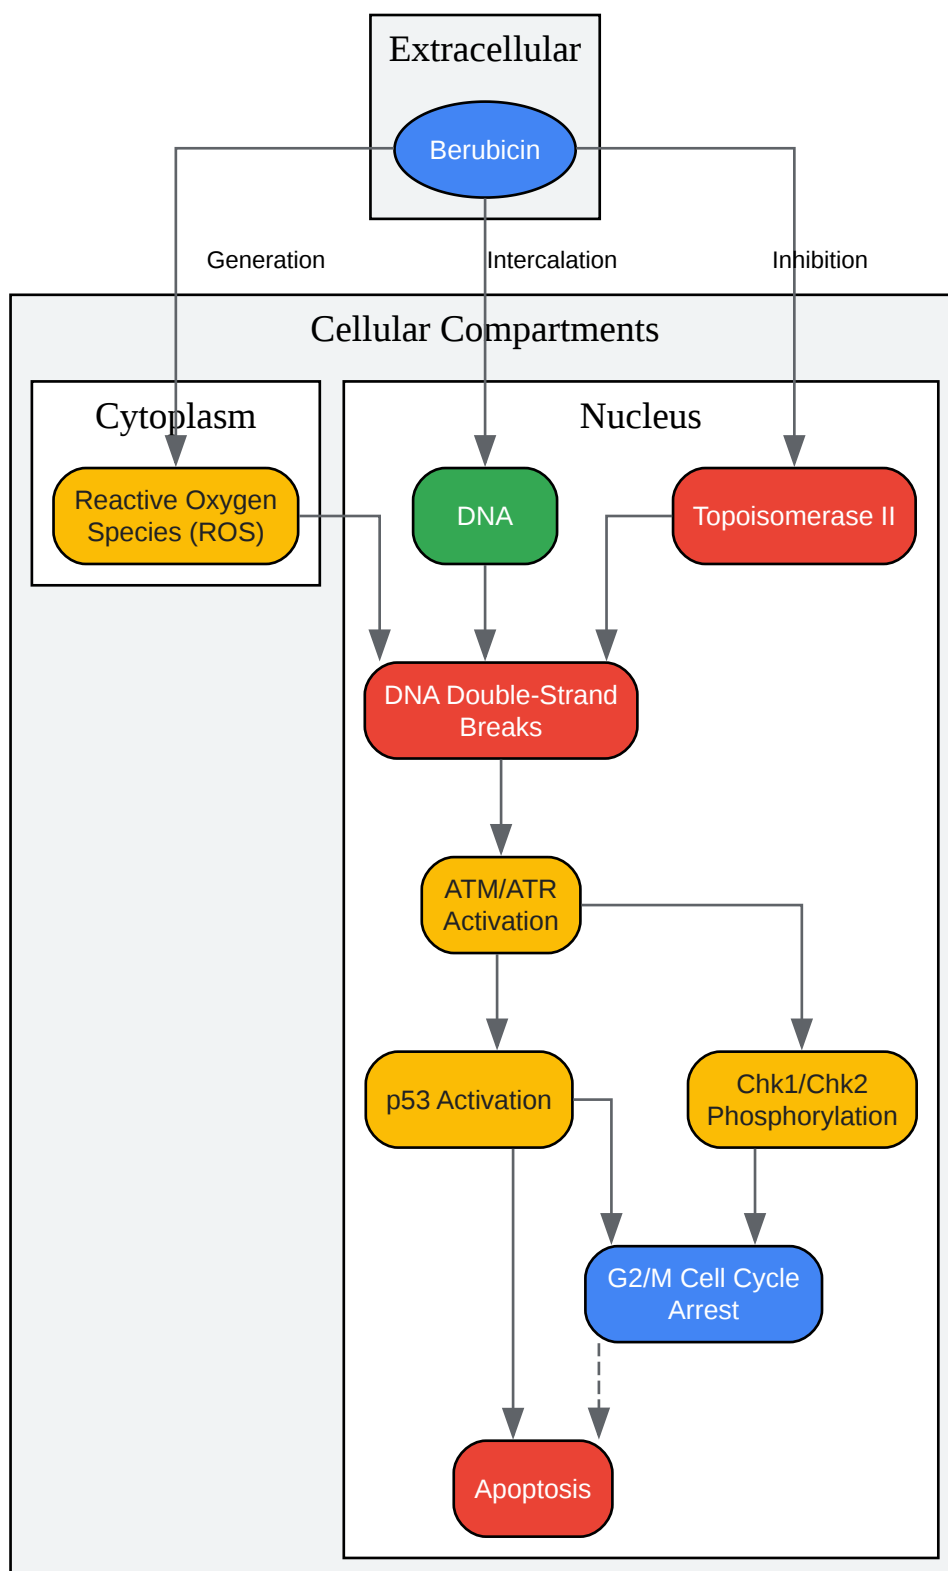 Extracellular
Berubicin
Generation
Intercalation
Inhibition
Cellular Compartments
Cytoplasm
Nucleus
Reactive Oxygen
Species (ROS)
DNA
Topoisomerase II
DNA Double-Strand
Breaks
ATM/ATR
Activation
p53 Activation
Chk1/Chk2
Phosphorylation
G2/M Cell Cycle
Arrest
Apoptosis